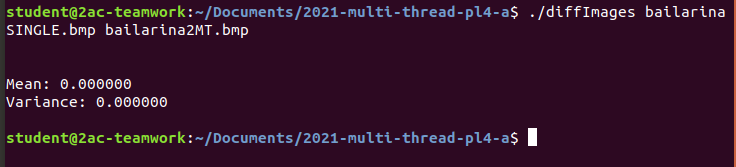 student@2ac-teamwork:~/Documents/2021-multi-thread-pl4-a$ ./diffImages bailarina
SINGLE.bmp bailarina2MT.bmp
Mean: 0.000000
Variance: 0.000000
student@2ac-teamwork:~/Documents/2021-multi-thread-pl4-a$